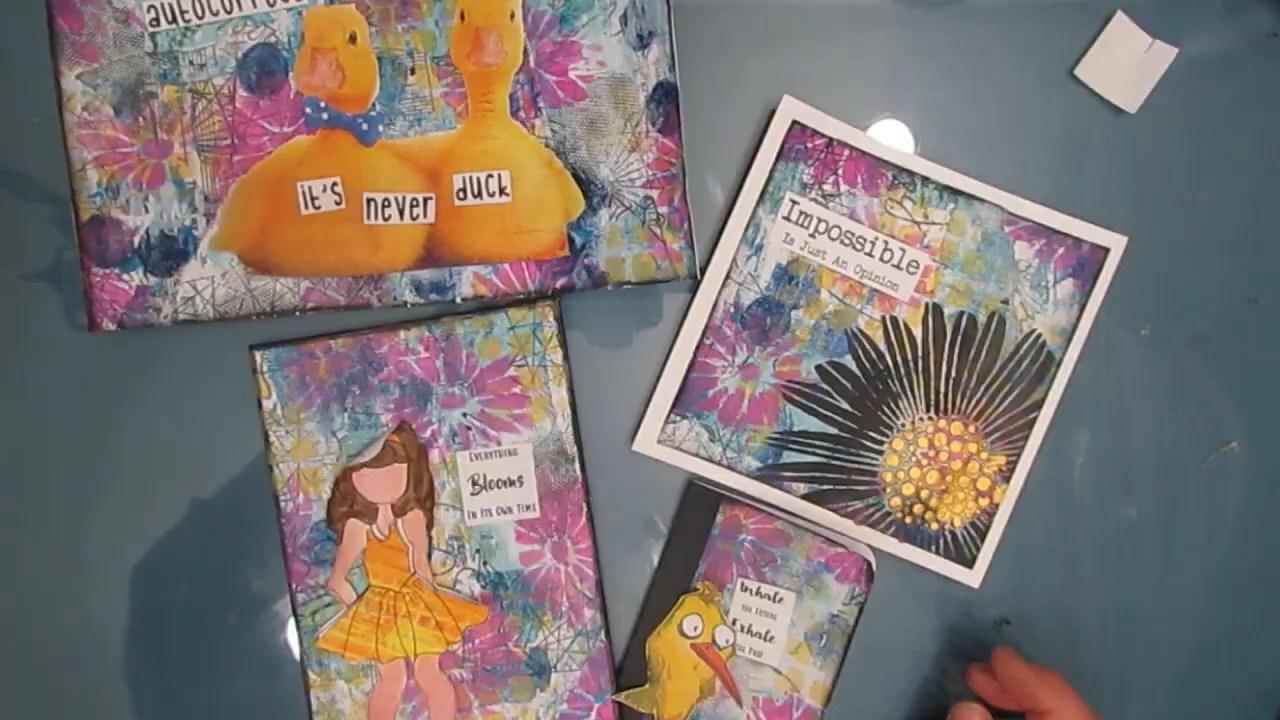 it's never duck
Impossible
Is Just An Opinion
Everything
Blooms
In Its Own Time
Inhale
Exhale